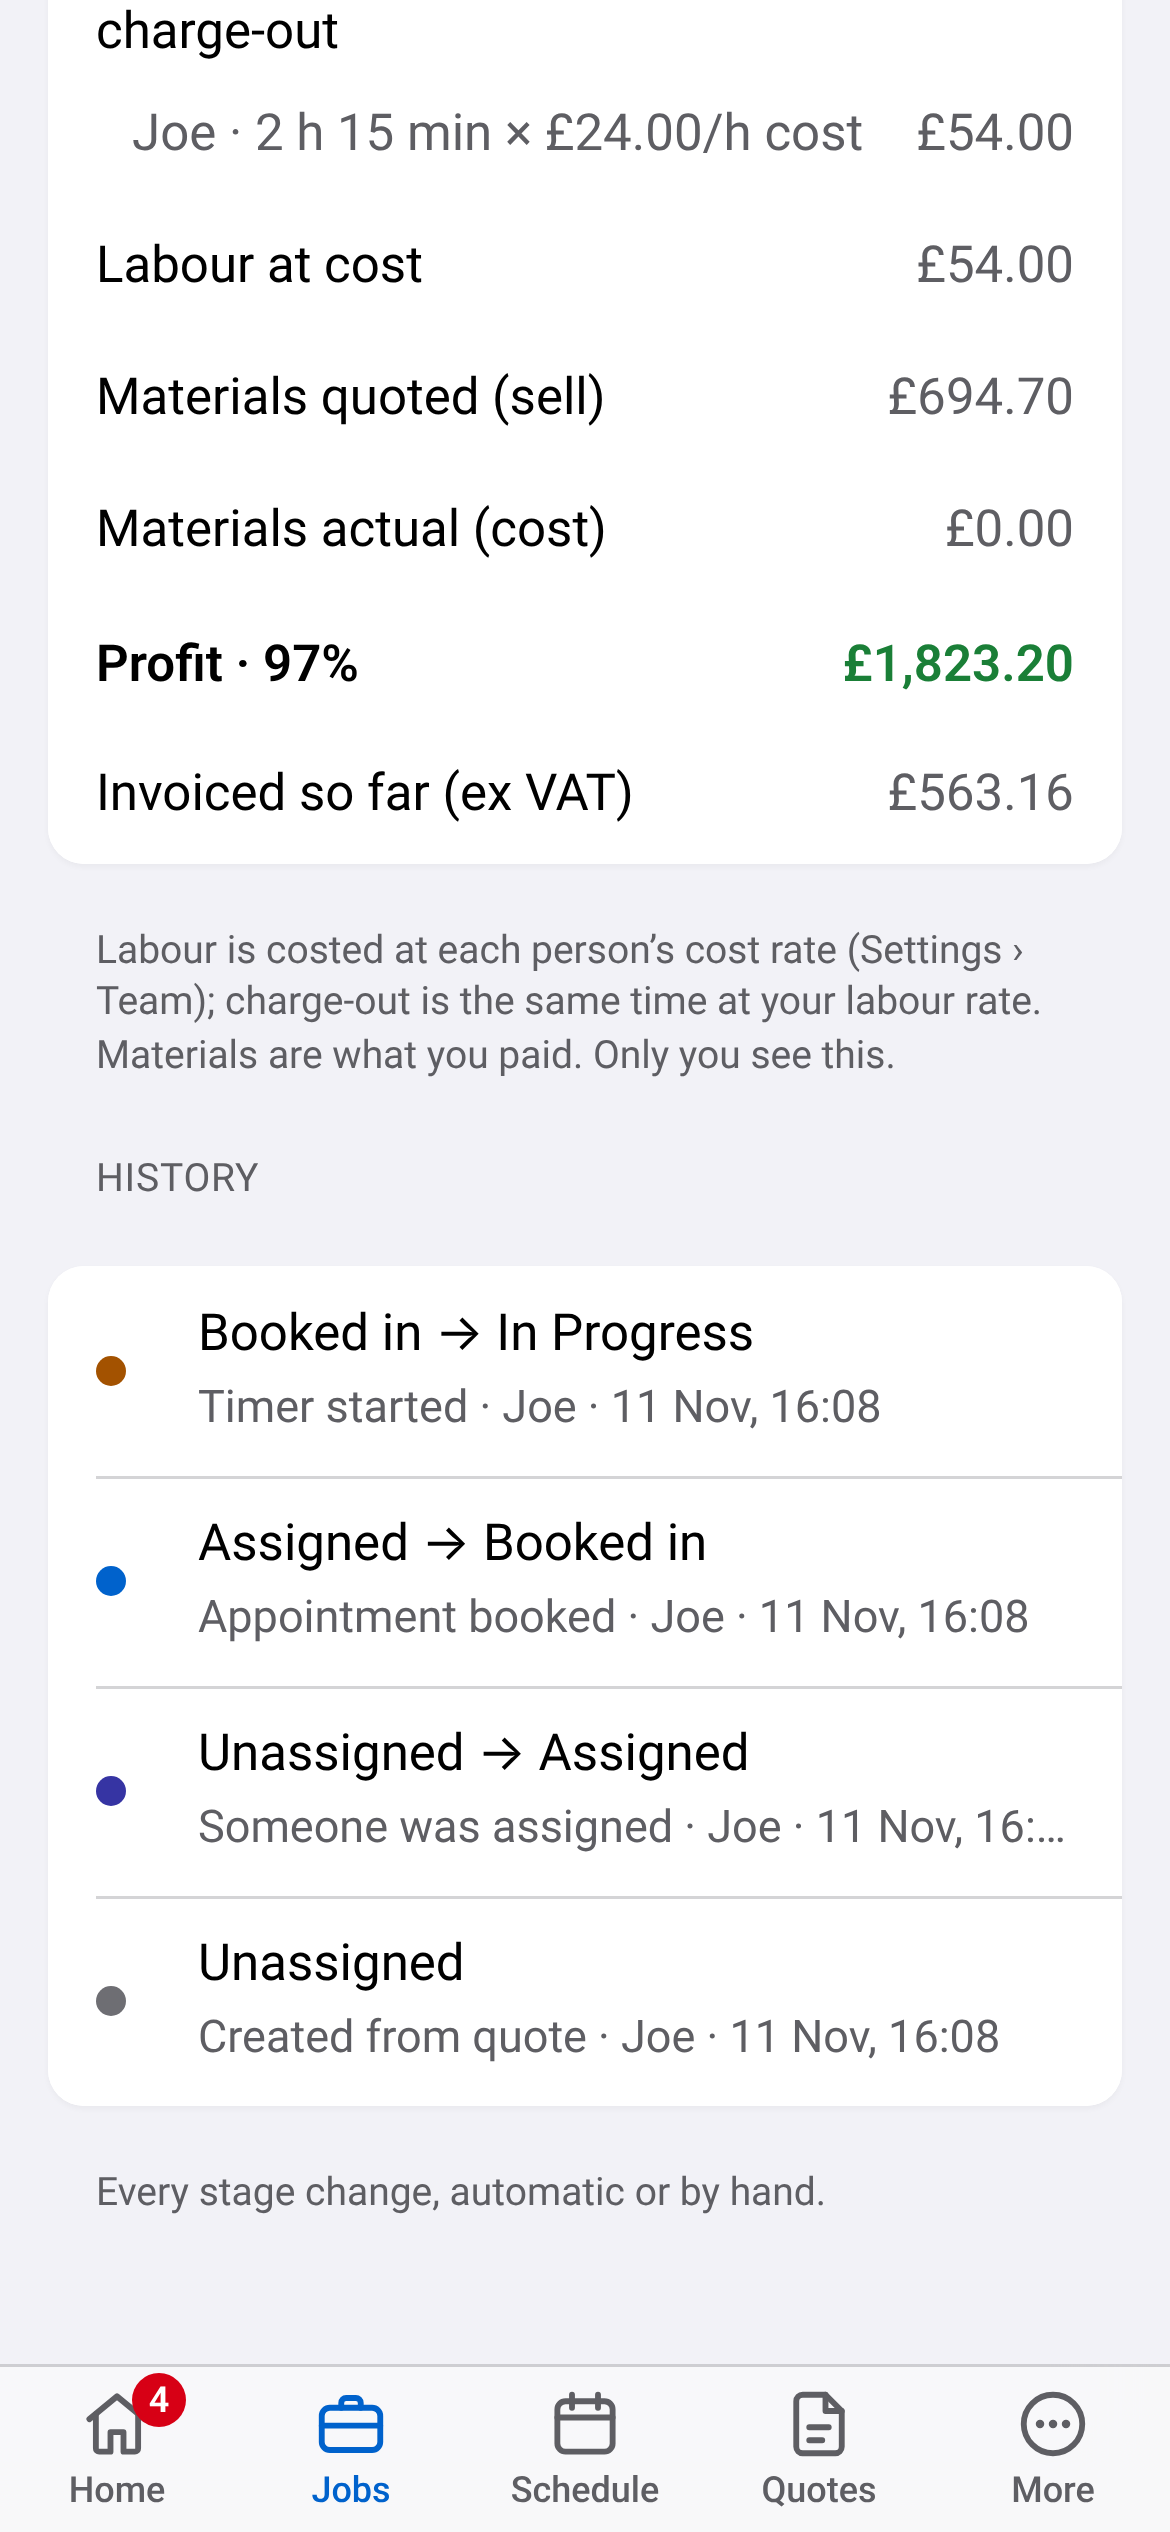 charge-out
Joe · 2 h 15 min × £24.00/h cost £54.00
Labour at cost £54.00
Materials quoted (sell) £694.70
Materials actual (cost) £0.00
Profit · 97% £1,823.20
Invoiced so far (ex VAT) £563.16
Labour is costed at each person’s cost rate (Settings ›
Team); charge-out is the same time at your labour rate.
Materials are what you paid. Only you see this.
HISTORY
Booked in → In Progress
Timer started · Joe · 11 Nov, 16:08
Assigned → Booked in
Appointment booked · Joe · 11 Nov, 16:08
Unassigned → Assigned
Someone was assigned · Joe · 11 Nov, 16:...
Unassigned
Created from quote · Joe · 11 Nov, 16:08
Every stage change, automatic or by hand.
4
Home Jobs Schedule Quotes More